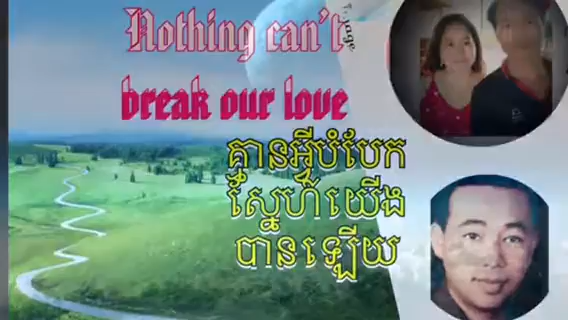 Nothing can't
break our love
គ្មានអ្វីបំបែក
ស្នេហ៍យើង
បានឡើយ